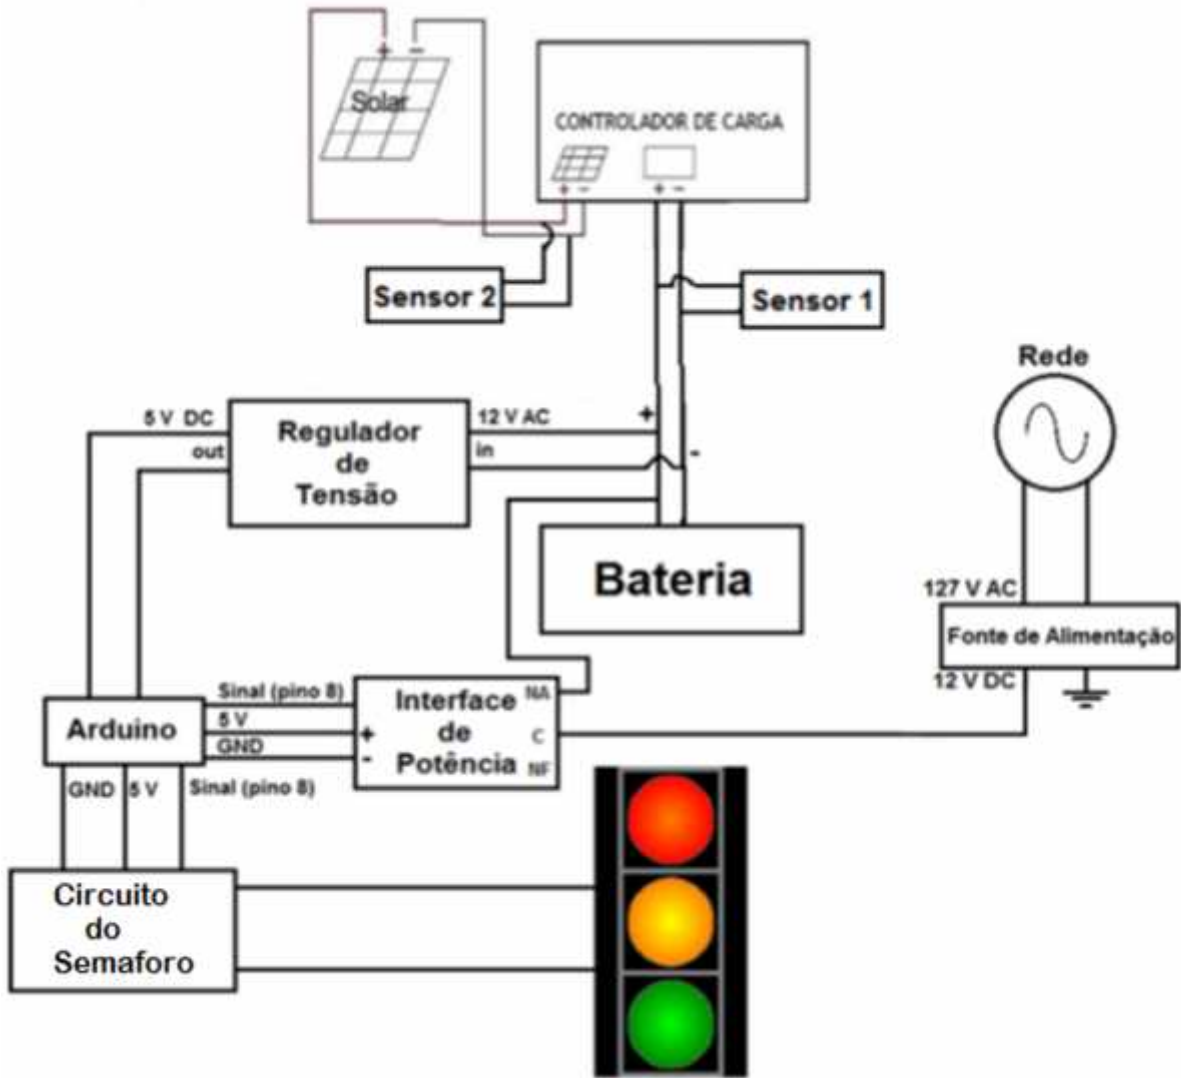 + −
Solar
CONTROLADOR DE CARGA
+ − + −
Sensor 2
Sensor 1
Rede
5 V DC
out
Regulador
de
Tensão
12 V AC
in
+
-
Bateria
127 V AC
Fonte de Alimentação
12 V DC
Arduino
Sinal (pino 8)
5 V
GND
Interface
de
Potência
+
-
NA
C
NF
GND
5 V
Sinal (pino 8)
Circuito
do
Semaforo